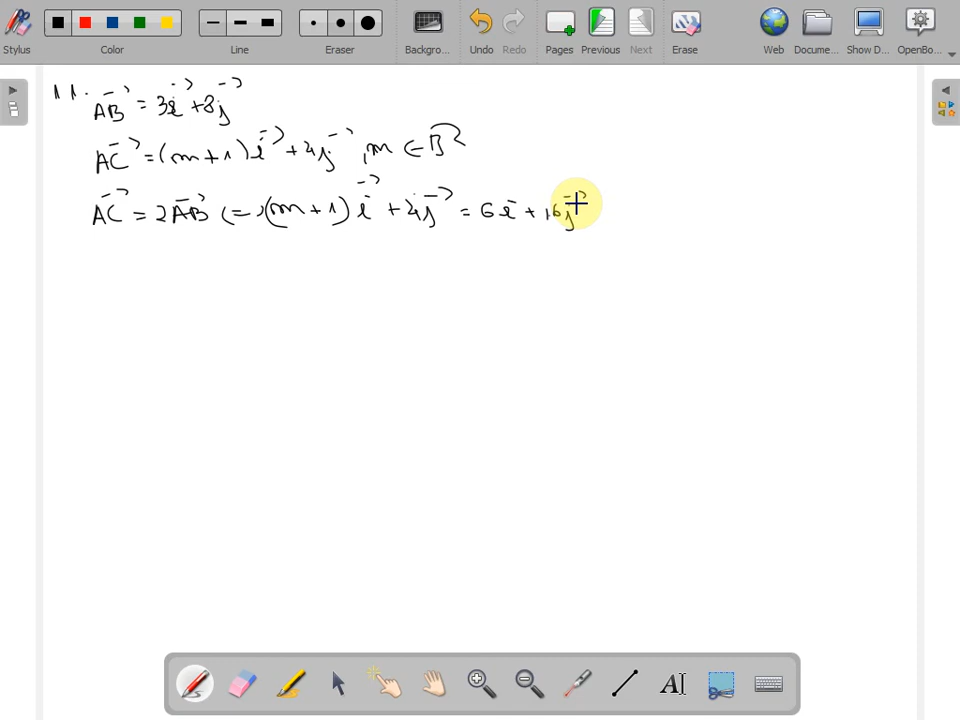 Stylus Color Line Eraser Backgro... Undo Redo Pages Previous Next Erase Web Docume... Show D... OpenBo...
11. AB→ = 3i→ + 8j→
AC→ = (m+1)i→ + 4j→, m ∈ R
AC→ = 2AB→ (=> (m+1) i→ + 4j→ = 6i→ + 16j→